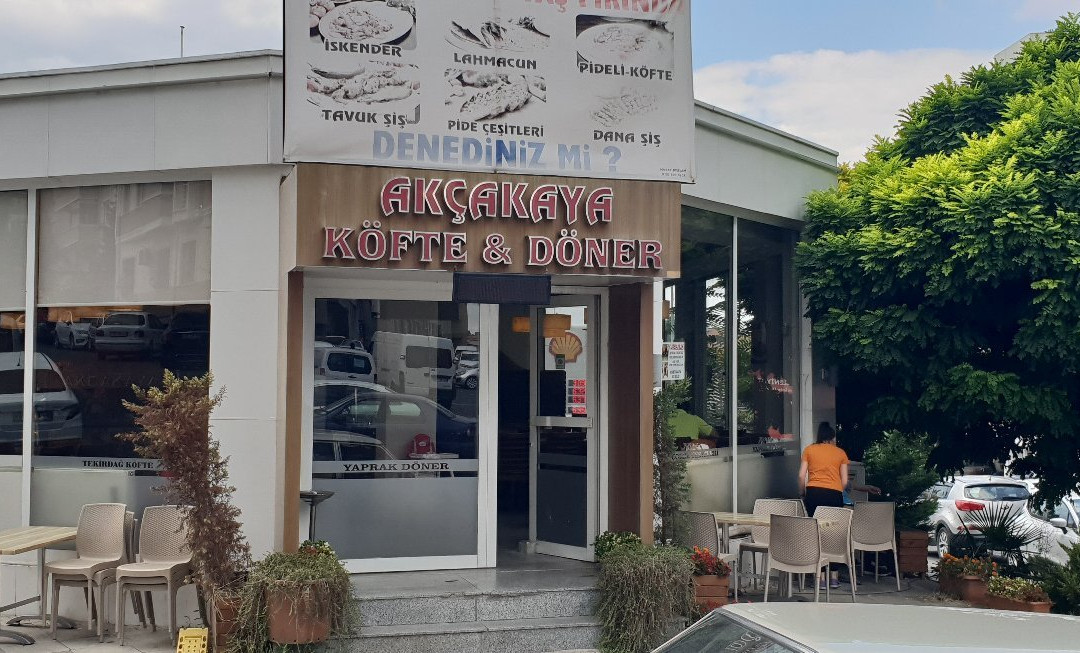 İSKENDER
LAHMACUN
PİDELİ-KÖFTE
TAVUK ŞİŞ
PİDE ÇEŞİTLERİ
DANA ŞİŞ
DENEDİNİZ Mİ ?
AKÇAKAYA
KÖFTE & DÖNER
TEKİRDAĞ KÖFTE
YAPRAK DÖNER